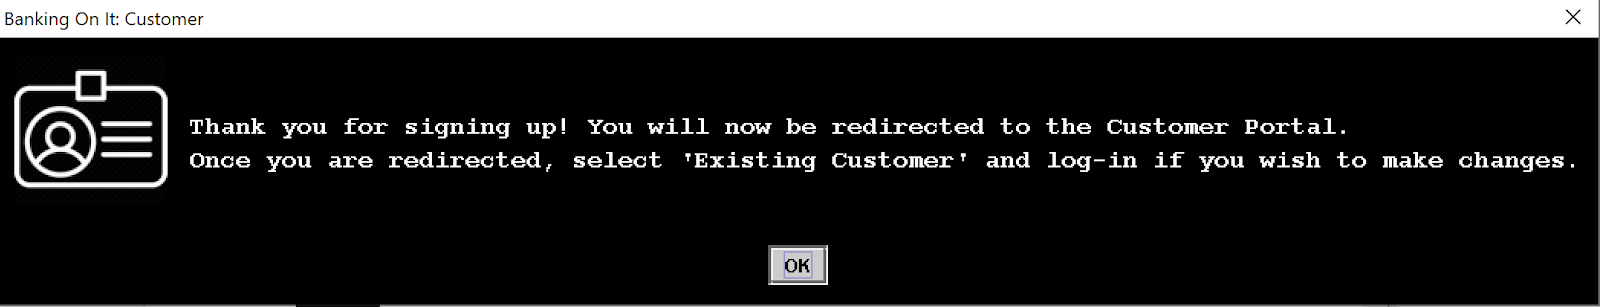 Banking On It: Customer
Thank you for signing up! You will now be redirected to the Customer Portal.
Once you are redirected, select 'Existing Customer' and log-in if you wish to make changes.
OK